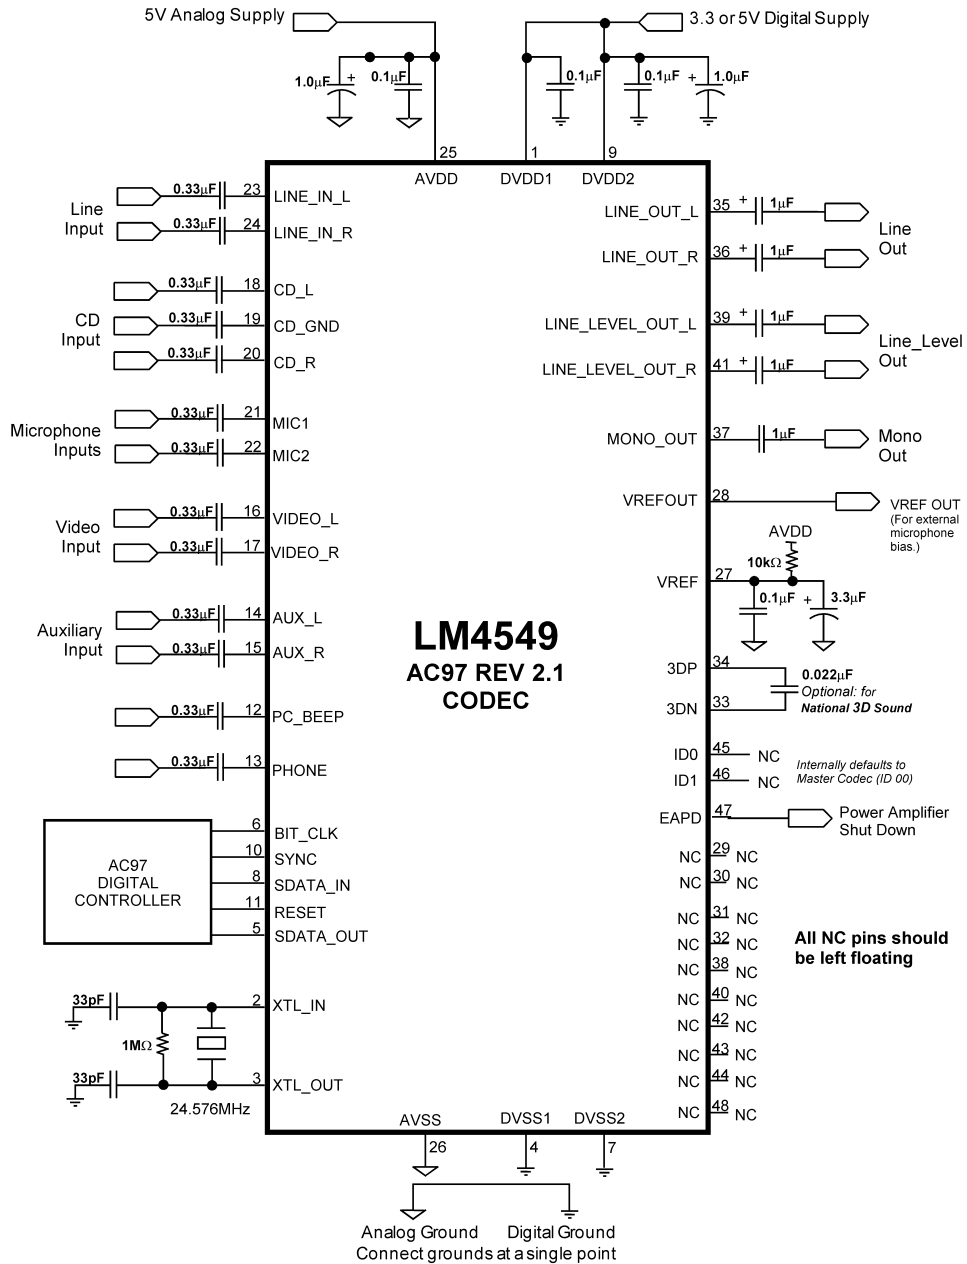 5V Analog Supply
3.3 or 5V Digital Supply
1.0µF +
0.1µF
0.1µF
0.1µF
+ 1.0µF
25
1
9
AVDD
DVDD1
DVDD2
Line
Input
0.33µF
23
LINE_IN_L
0.33µF
24
LINE_IN_R
CD
Input
0.33µF
18
CD_L
0.33µF
19
CD_GND
0.33µF
20
CD_R
Microphone
Inputs
0.33µF
21
MIC1
0.33µF
22
MIC2
Video
Input
0.33µF
16
VIDEO_L
0.33µF
17
VIDEO_R
Auxiliary
Input
0.33µF
14
AUX_L
0.33µF
15
AUX_R
0.33µF
12
PC_BEEP
0.33µF
13
PHONE
AC97
DIGITAL
CONTROLLER
6
BIT_CLK
10
SYNC
8
SDATA_IN
11
RESET
5
SDATA_OUT
33pF
2
XTL_IN
1MΩ
33pF
3
XTL_OUT
24.576MHz
LM4549
AC97 REV 2.1
CODEC
LINE_OUT_L
35
+ 1µF
LINE_OUT_R
36
+ 1µF
Line
Out
LINE_LEVEL_OUT_L
39
+ 1µF
LINE_LEVEL_OUT_R
41
+ 1µF
Line_Level
Out
MONO_OUT
37
1µF
Mono
Out
VREFOUT
28
VREF OUT
(For external
microphone
bias.)
AVDD
10kΩ
VREF
27
0.1µF
+ 3.3µF
3DP
34
0.022µF
Optional: for
National 3D Sound
3DN
33
ID0
45
NC
ID1
46
NC
Internally defaults to
Master Codec (ID 00)
EAPD
47
Power Amplifier
Shut Down
NC 29 NC
NC 30 NC
NC 31 NC
NC 32 NC
NC 38 NC
NC 40 NC
NC 42 NC
NC 43 NC
NC 44 NC
NC 48 NC
All NC pins should
be left floating
AVSS
DVSS1
DVSS2
26
4
7
Analog Ground
Digital Ground
Connect grounds at a single point